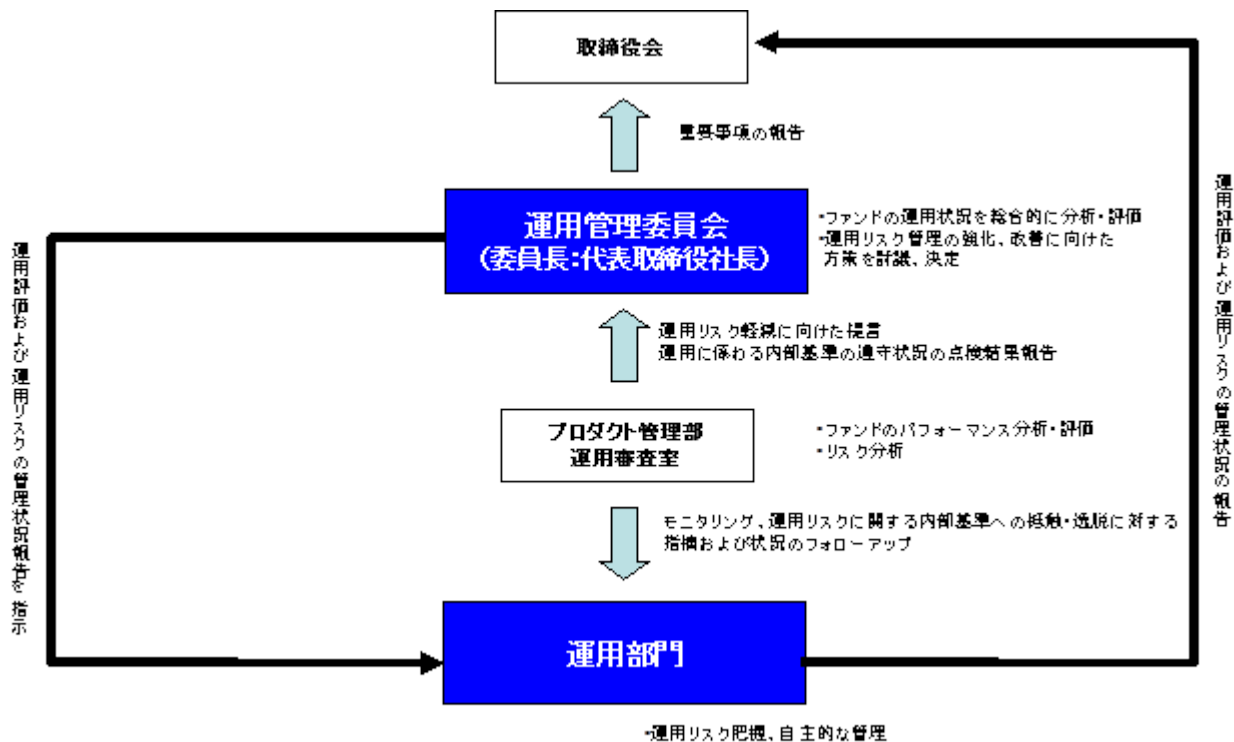 取締役会
重要事項の報告
運用管理委員会
(委員長:代表取締役社長)
・ファンドの運用状況を総合的に分析・評価
・運用リスク管理の強化、改善に向けた
方策を討議、決定
運用リスク軽減に向けた提言
運用に係わる内部基準の遵守状況の点検結果報告
プロダクト管理部
運用審査室
・ファンドのパフォーマンス分析・評価
・リスク分析
モニタリング、運用リスクに関する内部基準への抵触・逸脱に対する
指摘および状況のフォローアップ
運用部門
・運用リスク把握、自主的な管理
運用評価および運用リスクの管理状況報告を指示
運用評価および運用リスクの管理状況の報告